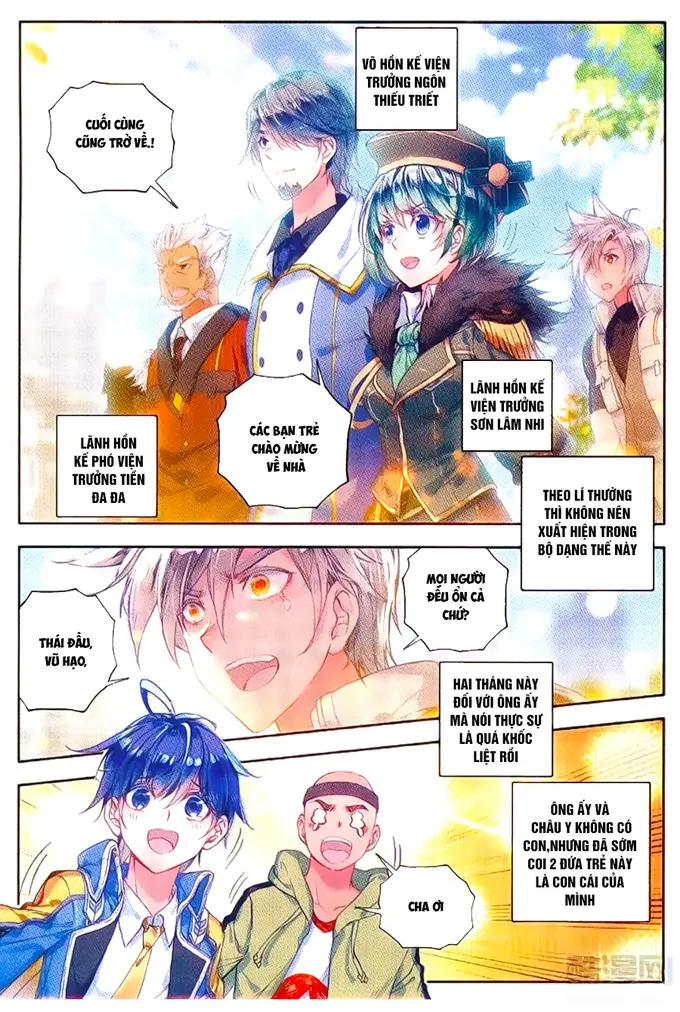 VÕ HỒN KẾ VIỆN
TRƯỞNG NGÔN
THIẾU TRIẾT
CUỐI CÙNG
CŨNG TRỞ VỀ.!
LÃNH HỒN KẾ
VIỆN TRƯỞNG
SƠN LÂM NHI
CÁC BẠN TRẺ
CHÀO MỪNG
VỀ NHÀ
LÃNH HỒN
KẾ PHÓ VIỆN
TRƯỞNG TIỀN
ĐA ĐA
THEO LÍ THƯỜNG
THÌ KHÔNG NÊN
XUẤT HIỆN TRONG
BỘ DẠNG THẾ NÀY
MỌI NGƯỜI
ĐỀU ỔN CẢ
CHỨ?
THÁI ĐẦU,
VŨ HẠO,
HAI THÁNG NÀY
ĐỐI VỚI ÔNG ẤY
MÀ NÓI THỰC SỰ
LÀ QUÁ KHỐC
LIỆT RỒI
ÔNG ẤY VÀ
CHÂU Y KHÔNG CÓ
CON,NHƯNG ĐÃ SỚM
COI 2 ĐỨA TRẺ NÀY
LÀ CON CÁI CỦA
MÌNH
CHA ƠI